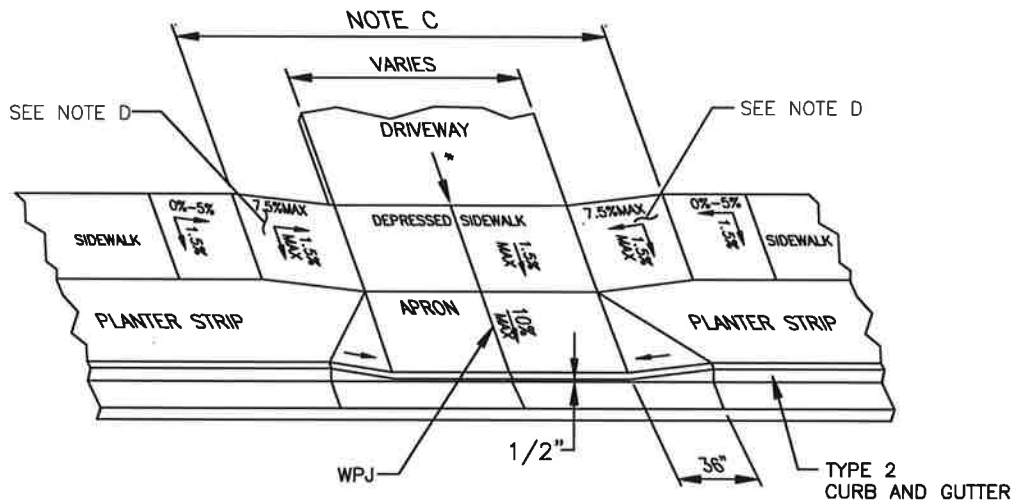 NOTE C
VARIES
SEE NOTE D
SEE NOTE D
DRIVEWAY
*
0%-5%
1.5%
7.5%MAX
1.5%
MAX
DEPRESSED SIDEWALK
1.5%
MAX
7.5%MAX
1.5%
MAX
0%-5%
1.5%
SIDEWALK
SIDEWALK
PLANTER STRIP
APRON
10%
MAX
PLANTER STRIP
1/2"
36"
WPJ
TYPE 2
CURB AND GUTTER